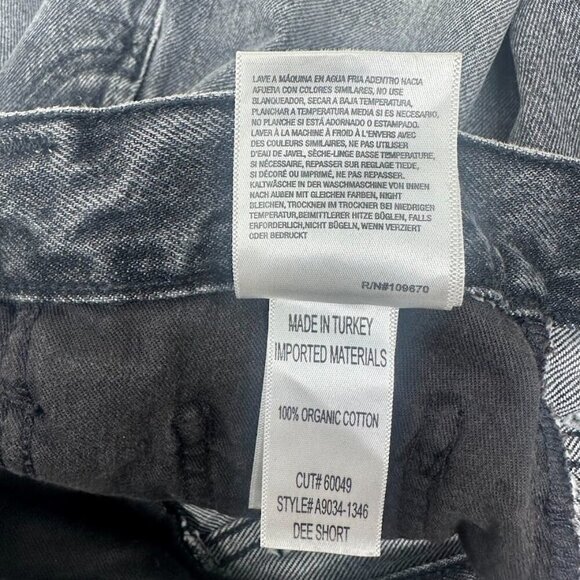 LAVE A MÁQUINA EN AGUA FRIA ADENTRO HACIA
AFUERA CON COLORES SIMILARES, NO USE
BLANQUEADOR, SECAR A BAJA TEMPERATURA,
PLANCHAR A TEMPERATURA MEDIA SI ES NECESARIO,
NO PLANCHE SI ESTÁ ADORNADO O ESTAMPADO.
LAVER À LA MACHINE À FROID À L'ENVERS AVEC
DES COULEURS SIMILAIRES, NE PAS UTILISER
D'EAU DE JAVEL, SÈCHE-LINGE BASSE TEMPÉRATURE,
SI NÉCESSAIRE, REPASSER SUR REGLAGE TIEDE,
SI DÉCORÉ OU IMPRIMÉ, NE PAS REPASSER.
KALTWÄSCHE IN DER WASCHMASCHINE VON INNEN
NACH AUßEN MIT GLEICHEN FARBEN, NIGHT
BLEICHEN, TROCKNEN IM TROCKNER BEI NIEDRIGEN
TEMPERATUR, BEIMITTLERER HITZE BÜGLEN, FALLS
ERFORDERLICH, NICHT BÜGELN, WENN VERZIERT
ODER BEDRUCKT
R/N#109670
MADE IN TURKEY
IMPORTED MATERIALS
100% ORGANIC COTTON
CUT# 60049
STYLE# A9034-1346
DEE SHORT